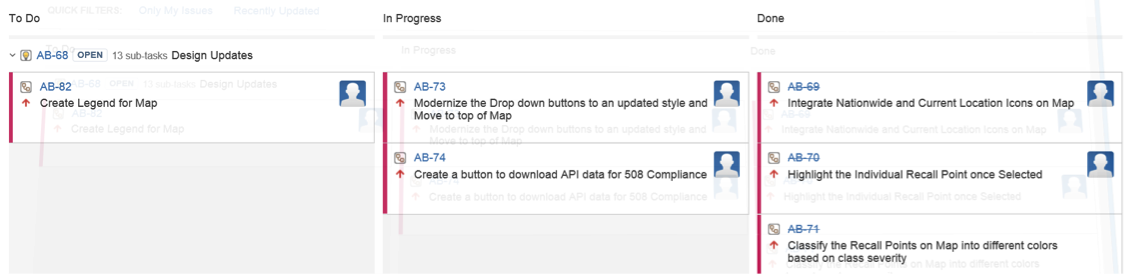 QUICK FILTERS: Only My Issues Recently Updated
To Do
In Progress
Done
AB-68 OPEN 13 sub-tasks Design Updates
In Progress
Done
AB-82
Create Legend for Map
AB-73
Modernize the Drop down buttons to an updated style and
Move to top of Map
AB-74
Create a button to download API data for 508 Compliance
AB-69
Integrate Nationwide and Current Location Icons on Map
AB-70
Highlight the Individual Recall Point once Selected
AB-71
Classify the Recall Points on Map into different colors
based on class severity
To Do
AB-68 OPEN 13 sub-tasks Design Updates
AB-82
Create Legend for Map
Modernize the Drop down buttons to an updated style and
Move to top of Map
Create a button to download API data for 508 Compliance
Integrate Nationwide and Current Location Icons on Map
Highlight the Individual Recall Point once Selected
Classify the Recall Points on Map into different colors